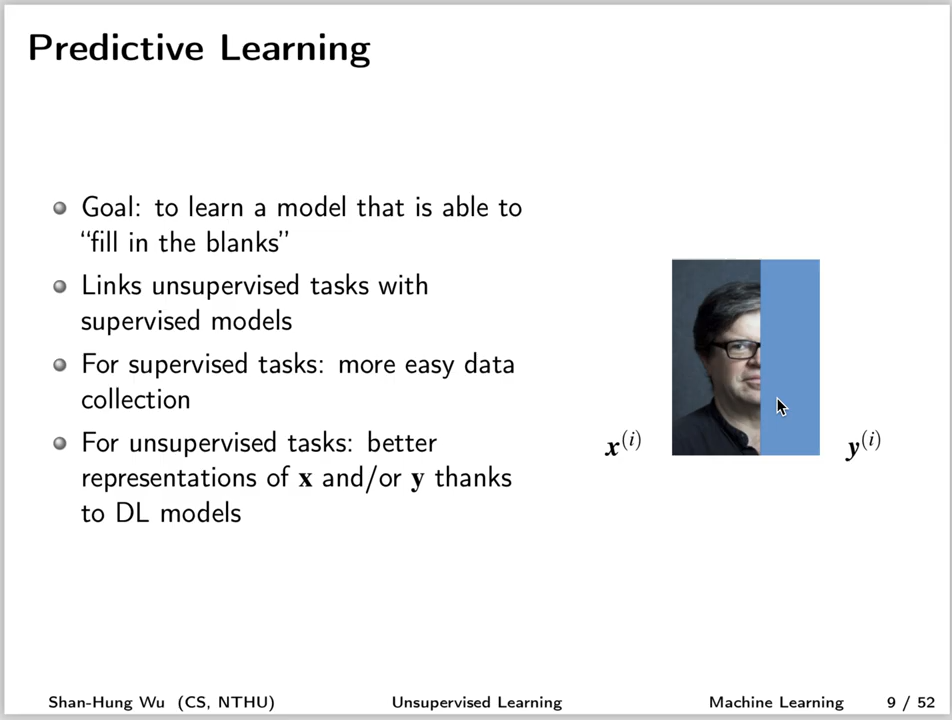 Predictive Learning
Goal: to learn a model that is able to
“fill in the blanks”
Links unsupervised tasks with
supervised models
For supervised tasks: more easy data
collection
For unsupervised tasks: better
representations of x and/or y thanks
to DL models
x(i)
y(i)
Shan-Hung Wu (CS, NTHU) Unsupervised Learning Machine Learning 9 / 52